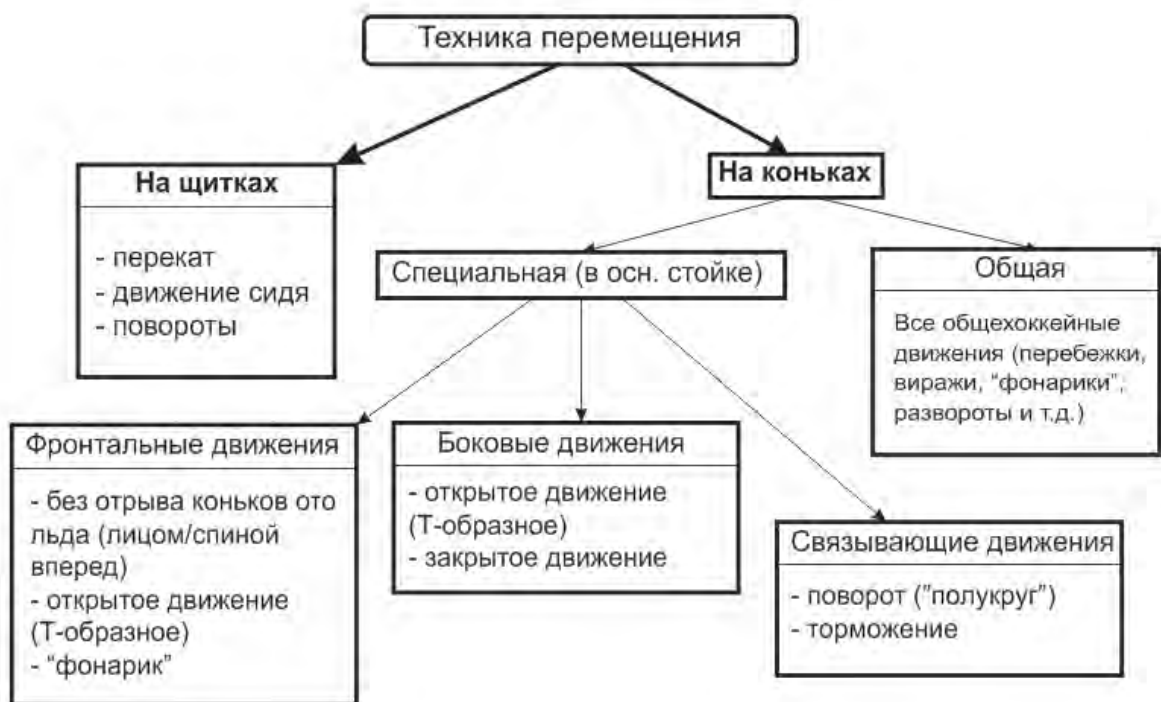 Техника перемещения
На щитках
- перекат
- движение сидя
- повороты
На коньках
Специальная (в осн. стойке)
Общая
Все общехоккейные
движения (перебежки,
виражи, “фонарики”,
развороты и т.д.)
Фронтальные движения
- без отрыва коньков ото
льда (лицом/спиной
вперед)
- открытое движение
(Т-образное)
- “фонарик”
Боковые движения
- открытое движение
(Т-образное)
- закрытое движение
Связывающие движения
- поворот ("полукруг")
- торможение